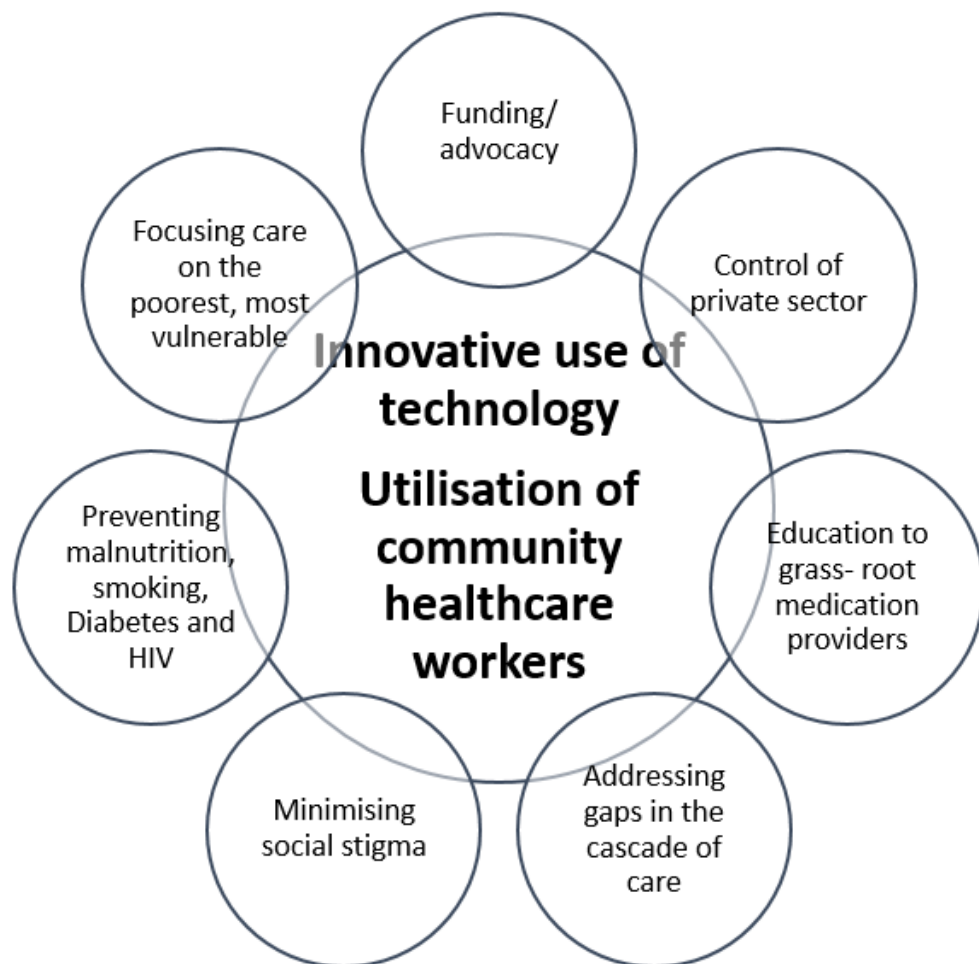 Funding/
advocacy
Control of
private sector
Education to
grass- root
medication
providers
Addressing
gaps in the
cascade of
care
Minimising
social stigma
Preventing
malnutrition,
smoking,
Diabetes and
HIV
Focusing care
on the
poorest, most
vulnerable
Innovative use of
technology
Utilisation of
community
healthcare
workers